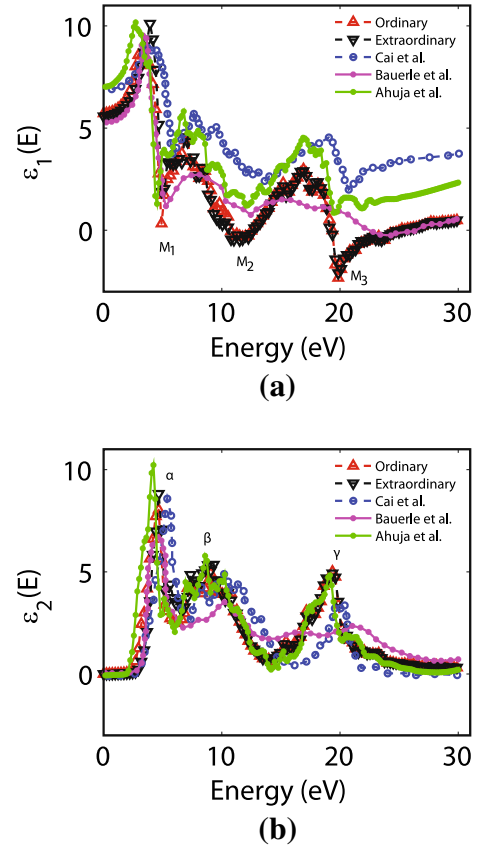 Ordinary
Extraordinary
Cai et al.
Bauerle et al.
Ahuja et al.
10
5
0
ε1(E)
M1
M2
M3
0
10
20
30
Energy (eV)
(a)
Ordinary
Extraordinary
Cai et al.
Bauerle et al.
Ahuja et al.
10
5
0
ε2(E)
α
β
γ
0
10
20
30
Energy (eV)
(b)